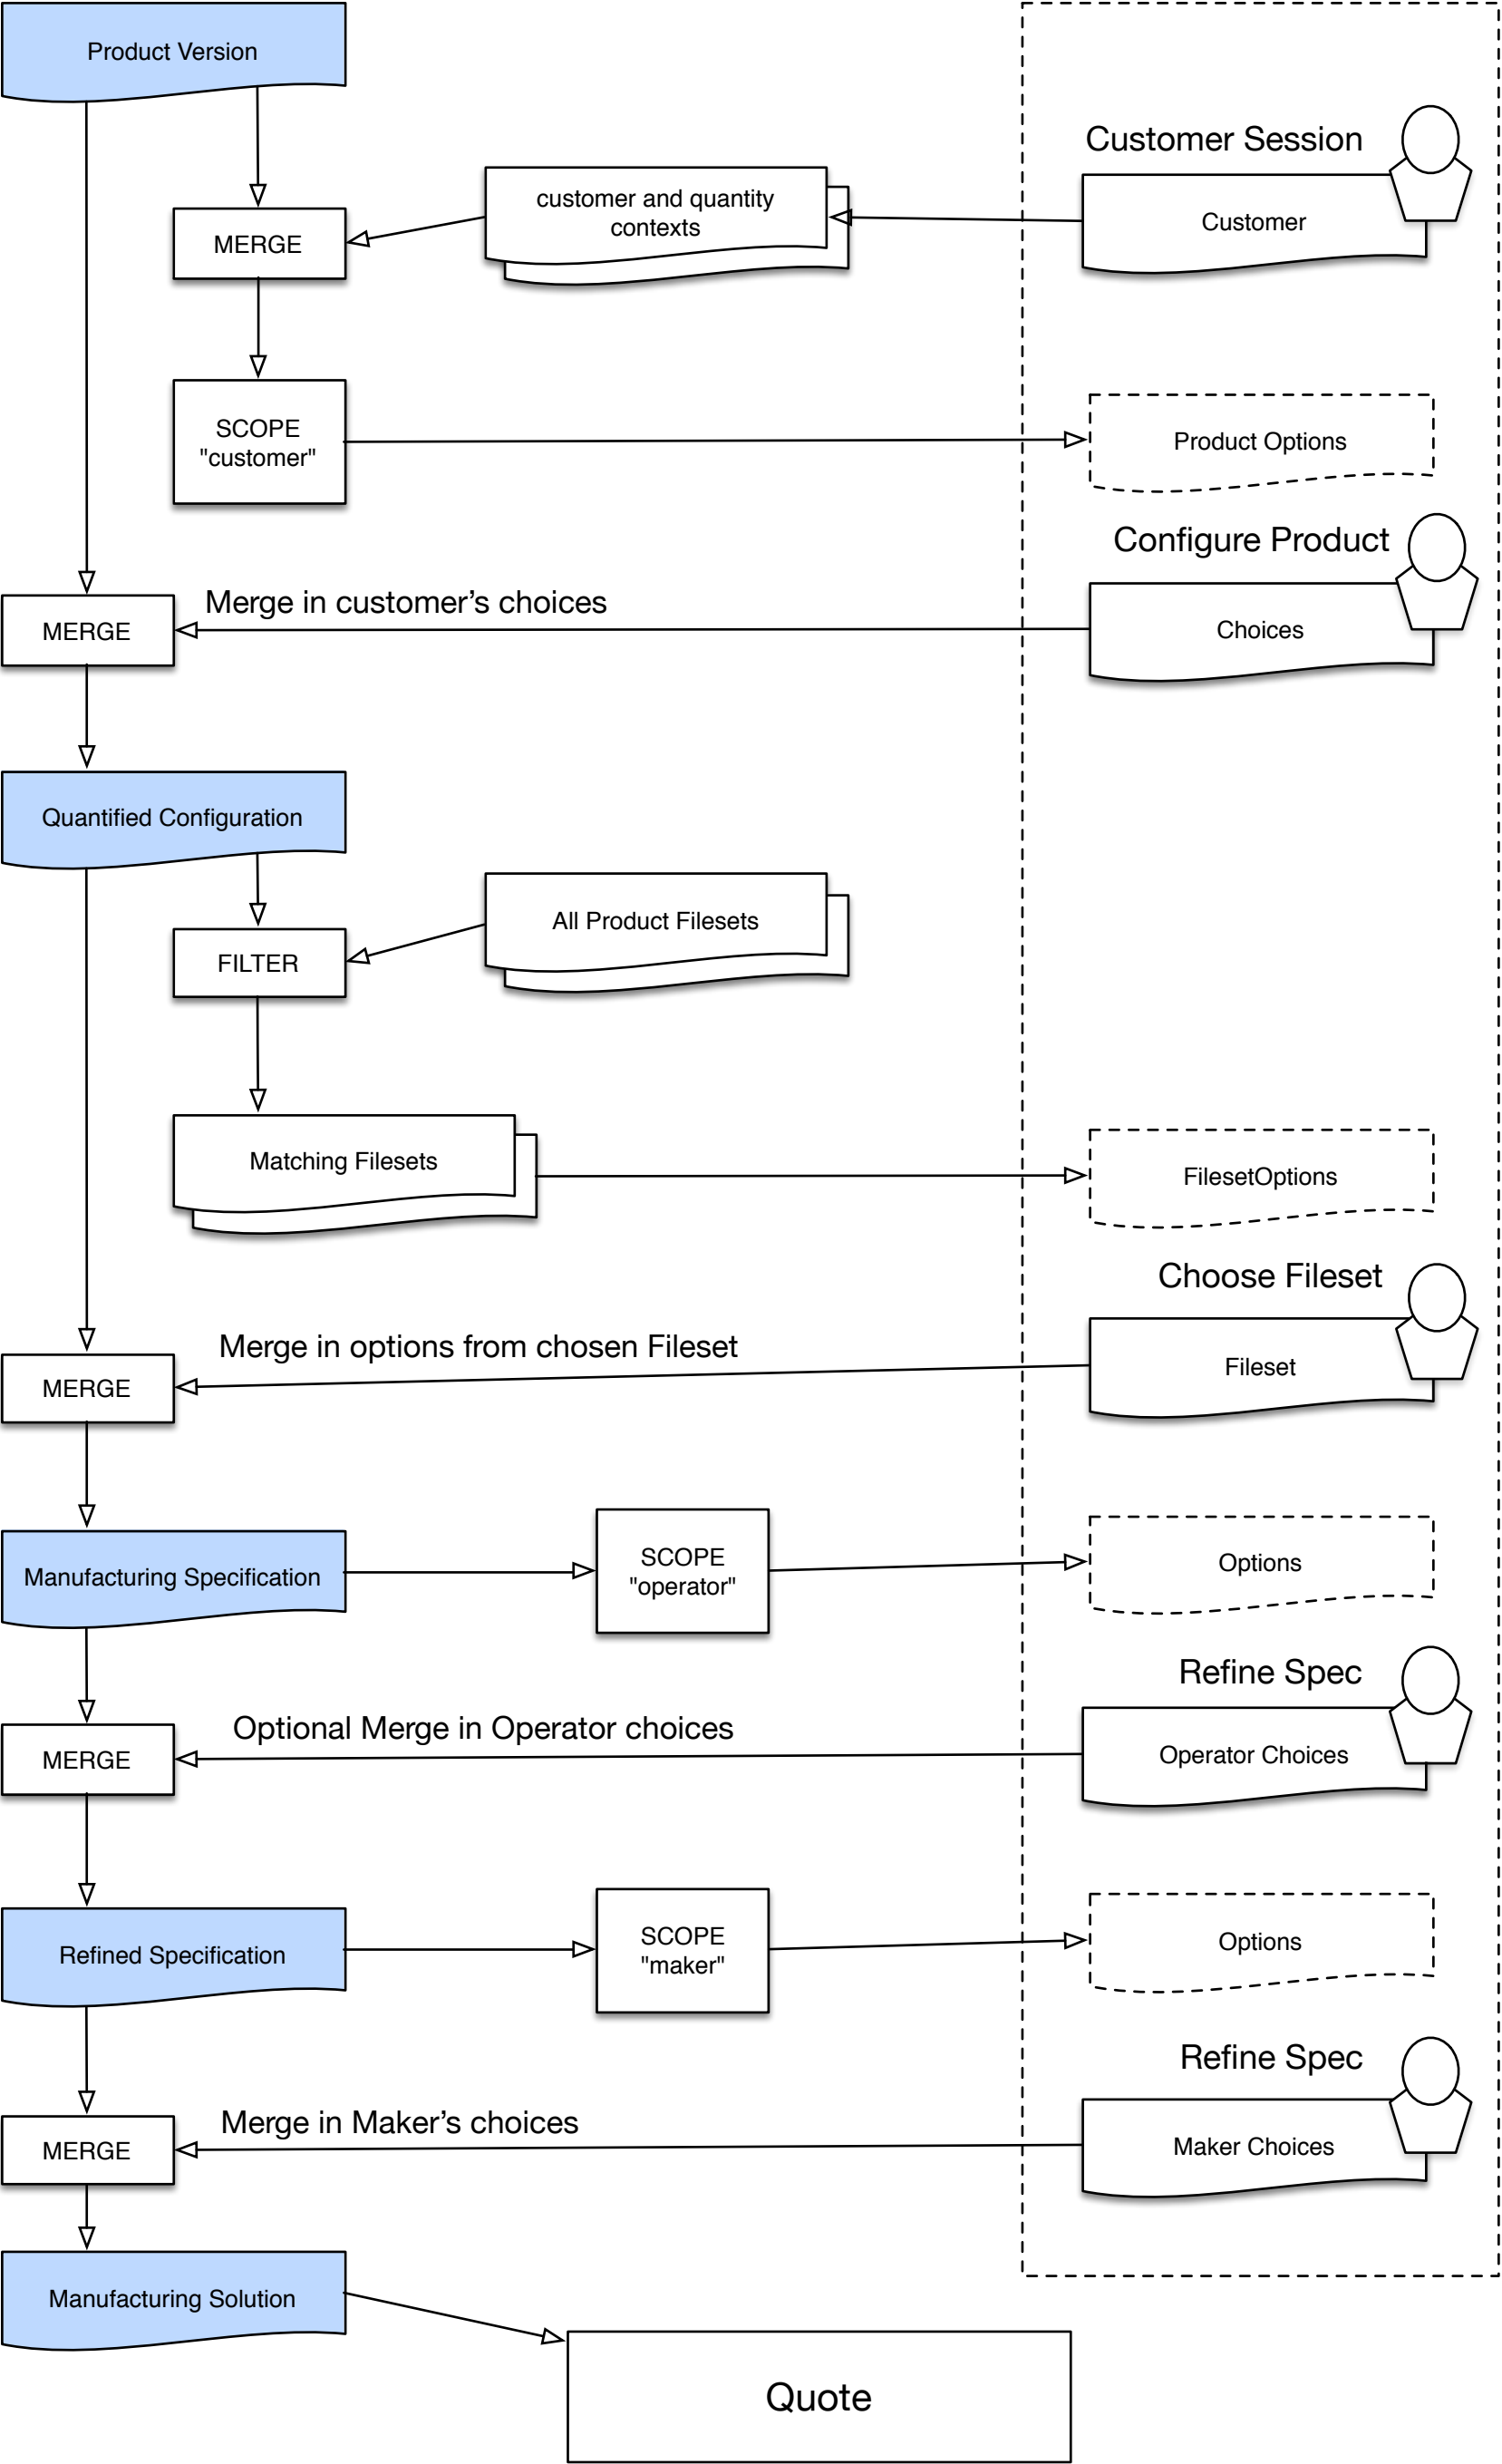 Product Version
Customer Session
customer and quantity
contexts
Customer
MERGE
SCOPE
"customer"
Product Options
Configure Product
Merge in customer’s choices
MERGE
Choices
Quantified Configuration
All Product Filesets
FILTER
Matching Filesets
FilesetOptions
Choose Fileset
Merge in options from chosen Fileset
MERGE
Fileset
Manufacturing Specification
SCOPE
"operator"
Options
Refine Spec
Optional Merge in Operator choices
MERGE
Operator Choices
Refined Specification
SCOPE
"maker"
Options
Refine Spec
Merge in Maker’s choices
MERGE
Maker Choices
Manufacturing Solution
Quote